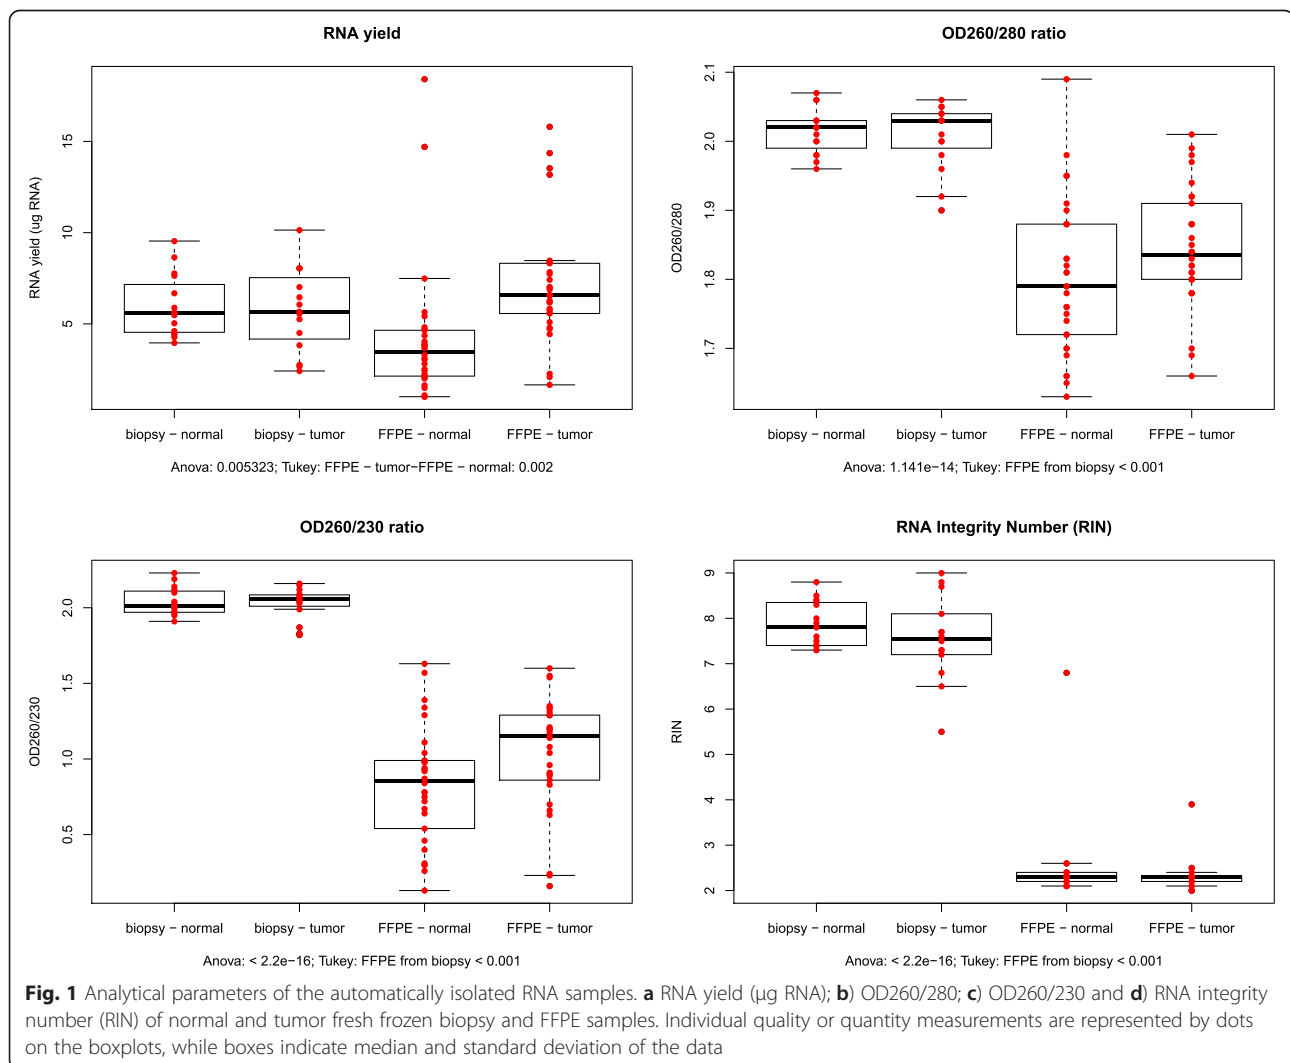 RNA yield
RNA yield (ug RNA)
5
10
15
biopsy − normal
biopsy − tumor
FFPE − normal
FFPE − tumor
Anova: 0.005323; Tukey: FFPE − tumor−FFPE − normal: 0.002
OD260/280 ratio
OD260/280
1.7
1.8
1.9
2.0
2.1
biopsy − normal
biopsy − tumor
FFPE − normal
FFPE − tumor
Anova: 1.141e−14; Tukey: FFPE from biopsy < 0.001
OD260/230 ratio
OD260/230
0.5
1.0
1.5
2.0
biopsy − normal
biopsy − tumor
FFPE − normal
FFPE − tumor
Anova: < 2.2e−16; Tukey: FFPE from biopsy < 0.001
RNA Integrity Number (RIN)
RIN
2
3
4
5
6
7
8
9
biopsy − normal
biopsy − tumor
FFPE − normal
FFPE − tumor
Anova: < 2.2e−16; Tukey: FFPE from biopsy < 0.001
Fig. 1 Analytical parameters of the automatically isolated RNA samples. a RNA yield (μg RNA); b) OD260/280; c) OD260/230 and d) RNA integrity
number (RIN) of normal and tumor fresh frozen biopsy and FFPE samples. Individual quality or quantity measurements are represented by dots
on the boxplots, while boxes indicate median and standard deviation of the data